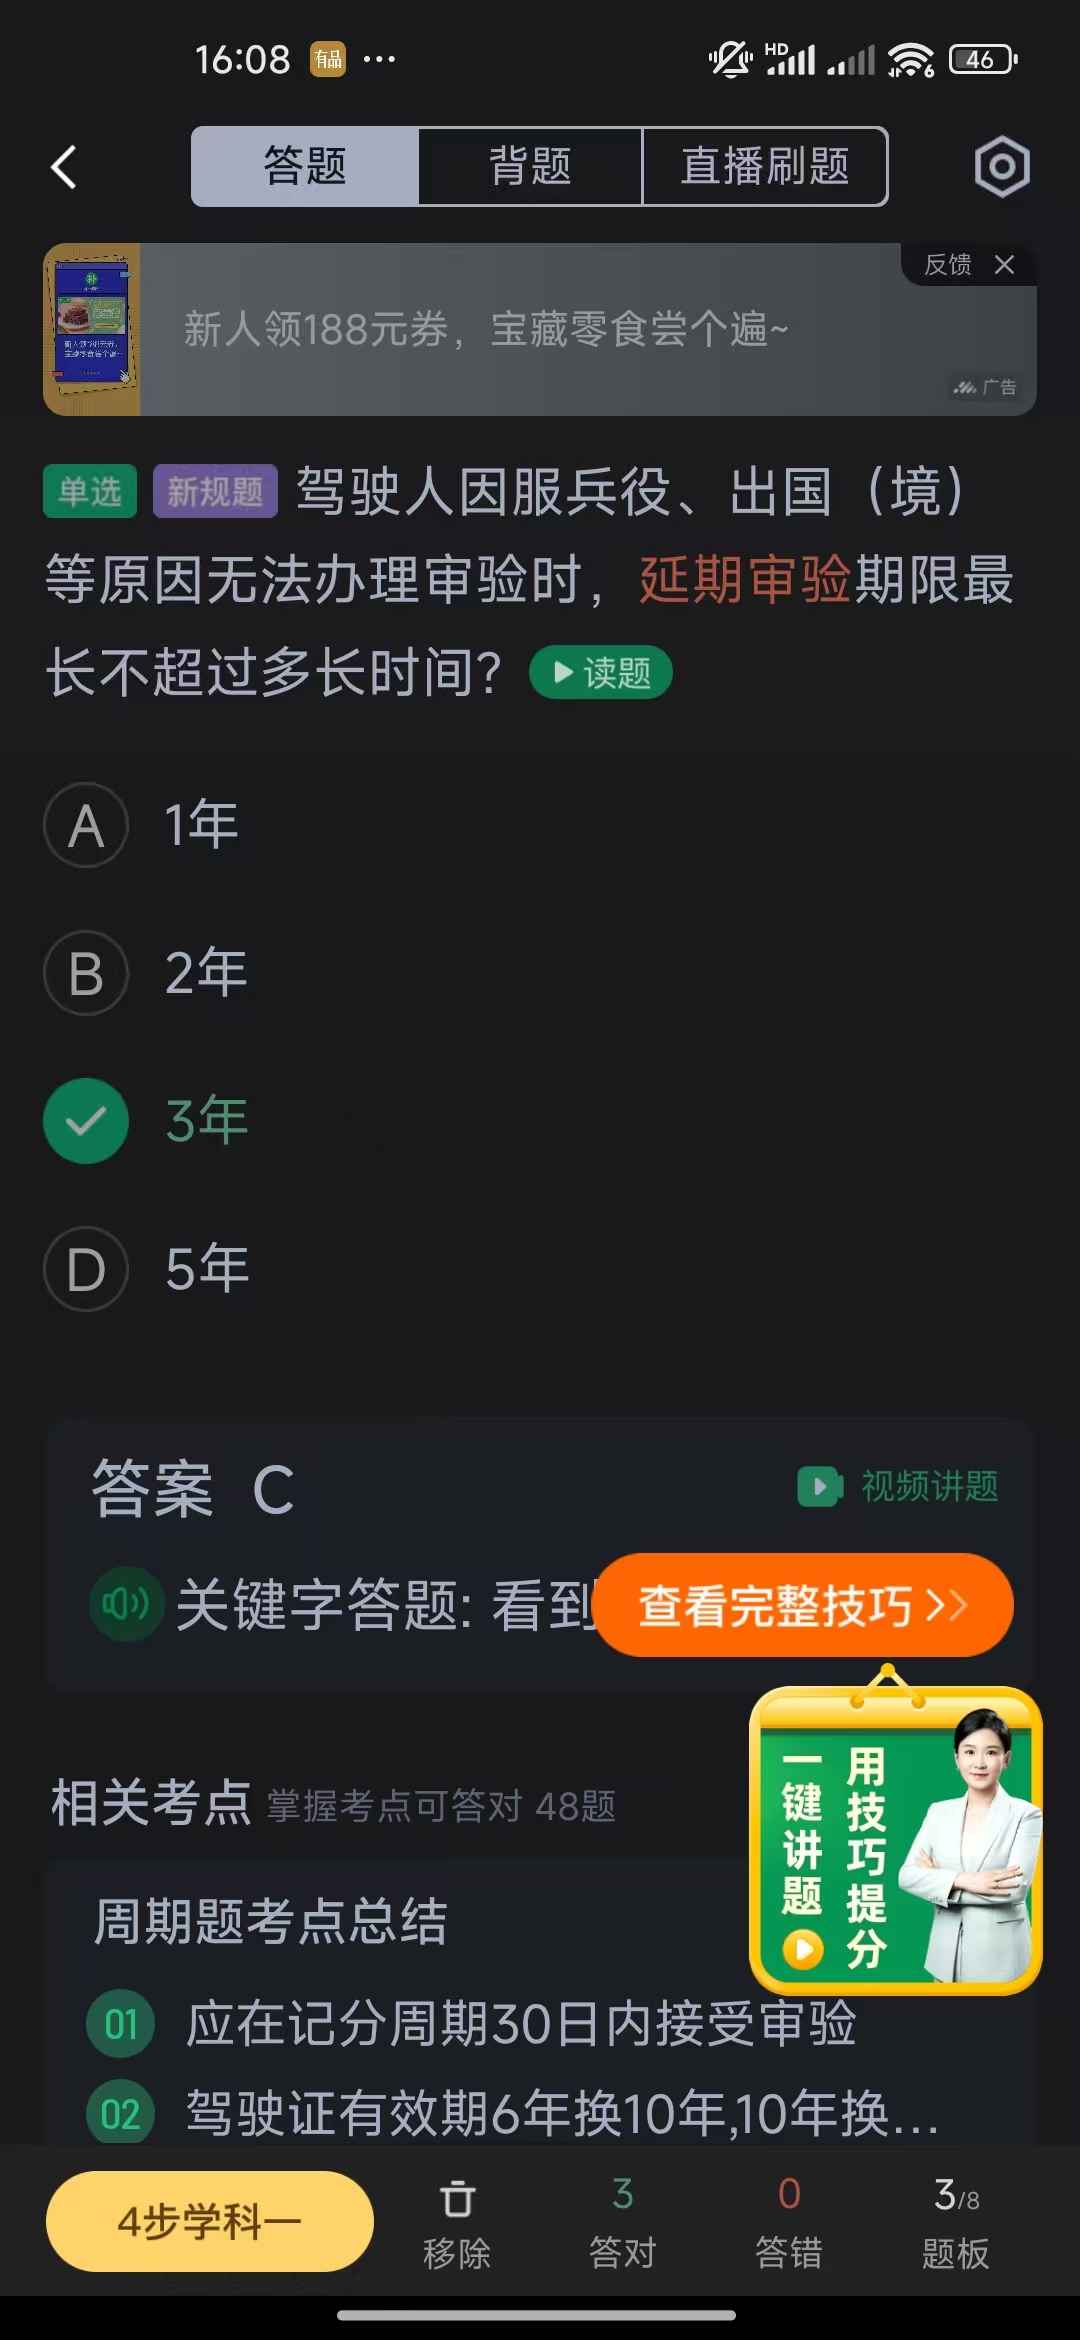 16:08 有品 ...
HD 6 46
答题 背题 直播刷题
反馈
新人领188元券，宝藏零食尝个遍~
广告
单选 新规题 驾驶人因服兵役、出国（境）
等原因无法办理审验时，延期审验期限最
长不超过多长时间？ 读题
A 1年
B 2年
3年
D 5年
答案 C 视频讲题
关键字答题: 看到
查看完整技巧
用技巧提分
一键讲题
相关考点 掌握考点可答对 48题
周期题考点总结
01 应在记分周期30日内接受审验
02 驾驶证有效期6年换10年,10年换...
4步学科一
移除
3 答对
0 答错
3/8 题板